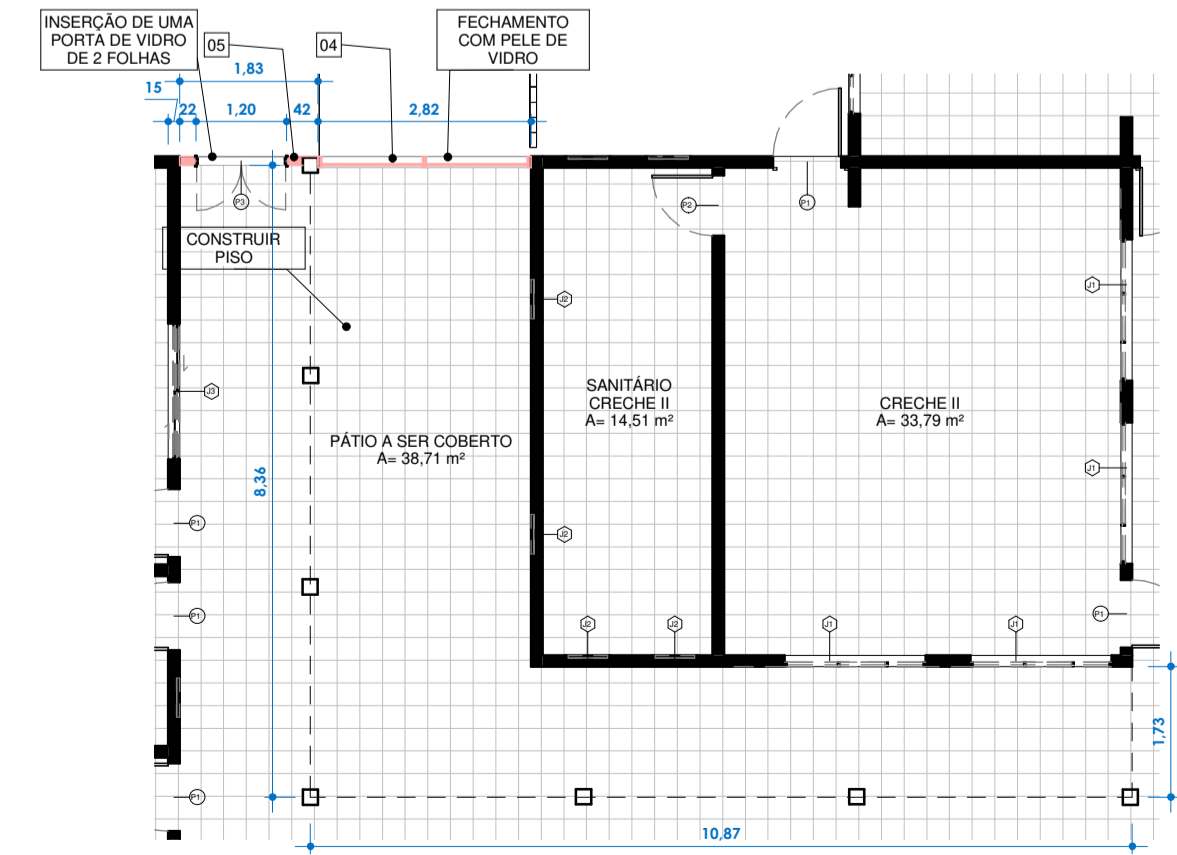 INSERÇÃO DE UMA
PORTA DE VIDRO
DE 2 FOLHAS
05
04
FECHAMENTO
COM PELE DE
VIDRO
1,83
15
22
1,20
42
2,82
P3
P2
P1
CONSTRUIR
PISO
J1
J2
J3
SANITÁRIO
CRECHE II
A= 14,51 m²
CRECHE II
A= 33,79 m²
PÁTIO A SER COBERTO
A= 38,71 m²
J1
8,36
P1
J2
P1
P1
J2
J2
J1
J1
1,73
P1
10,87